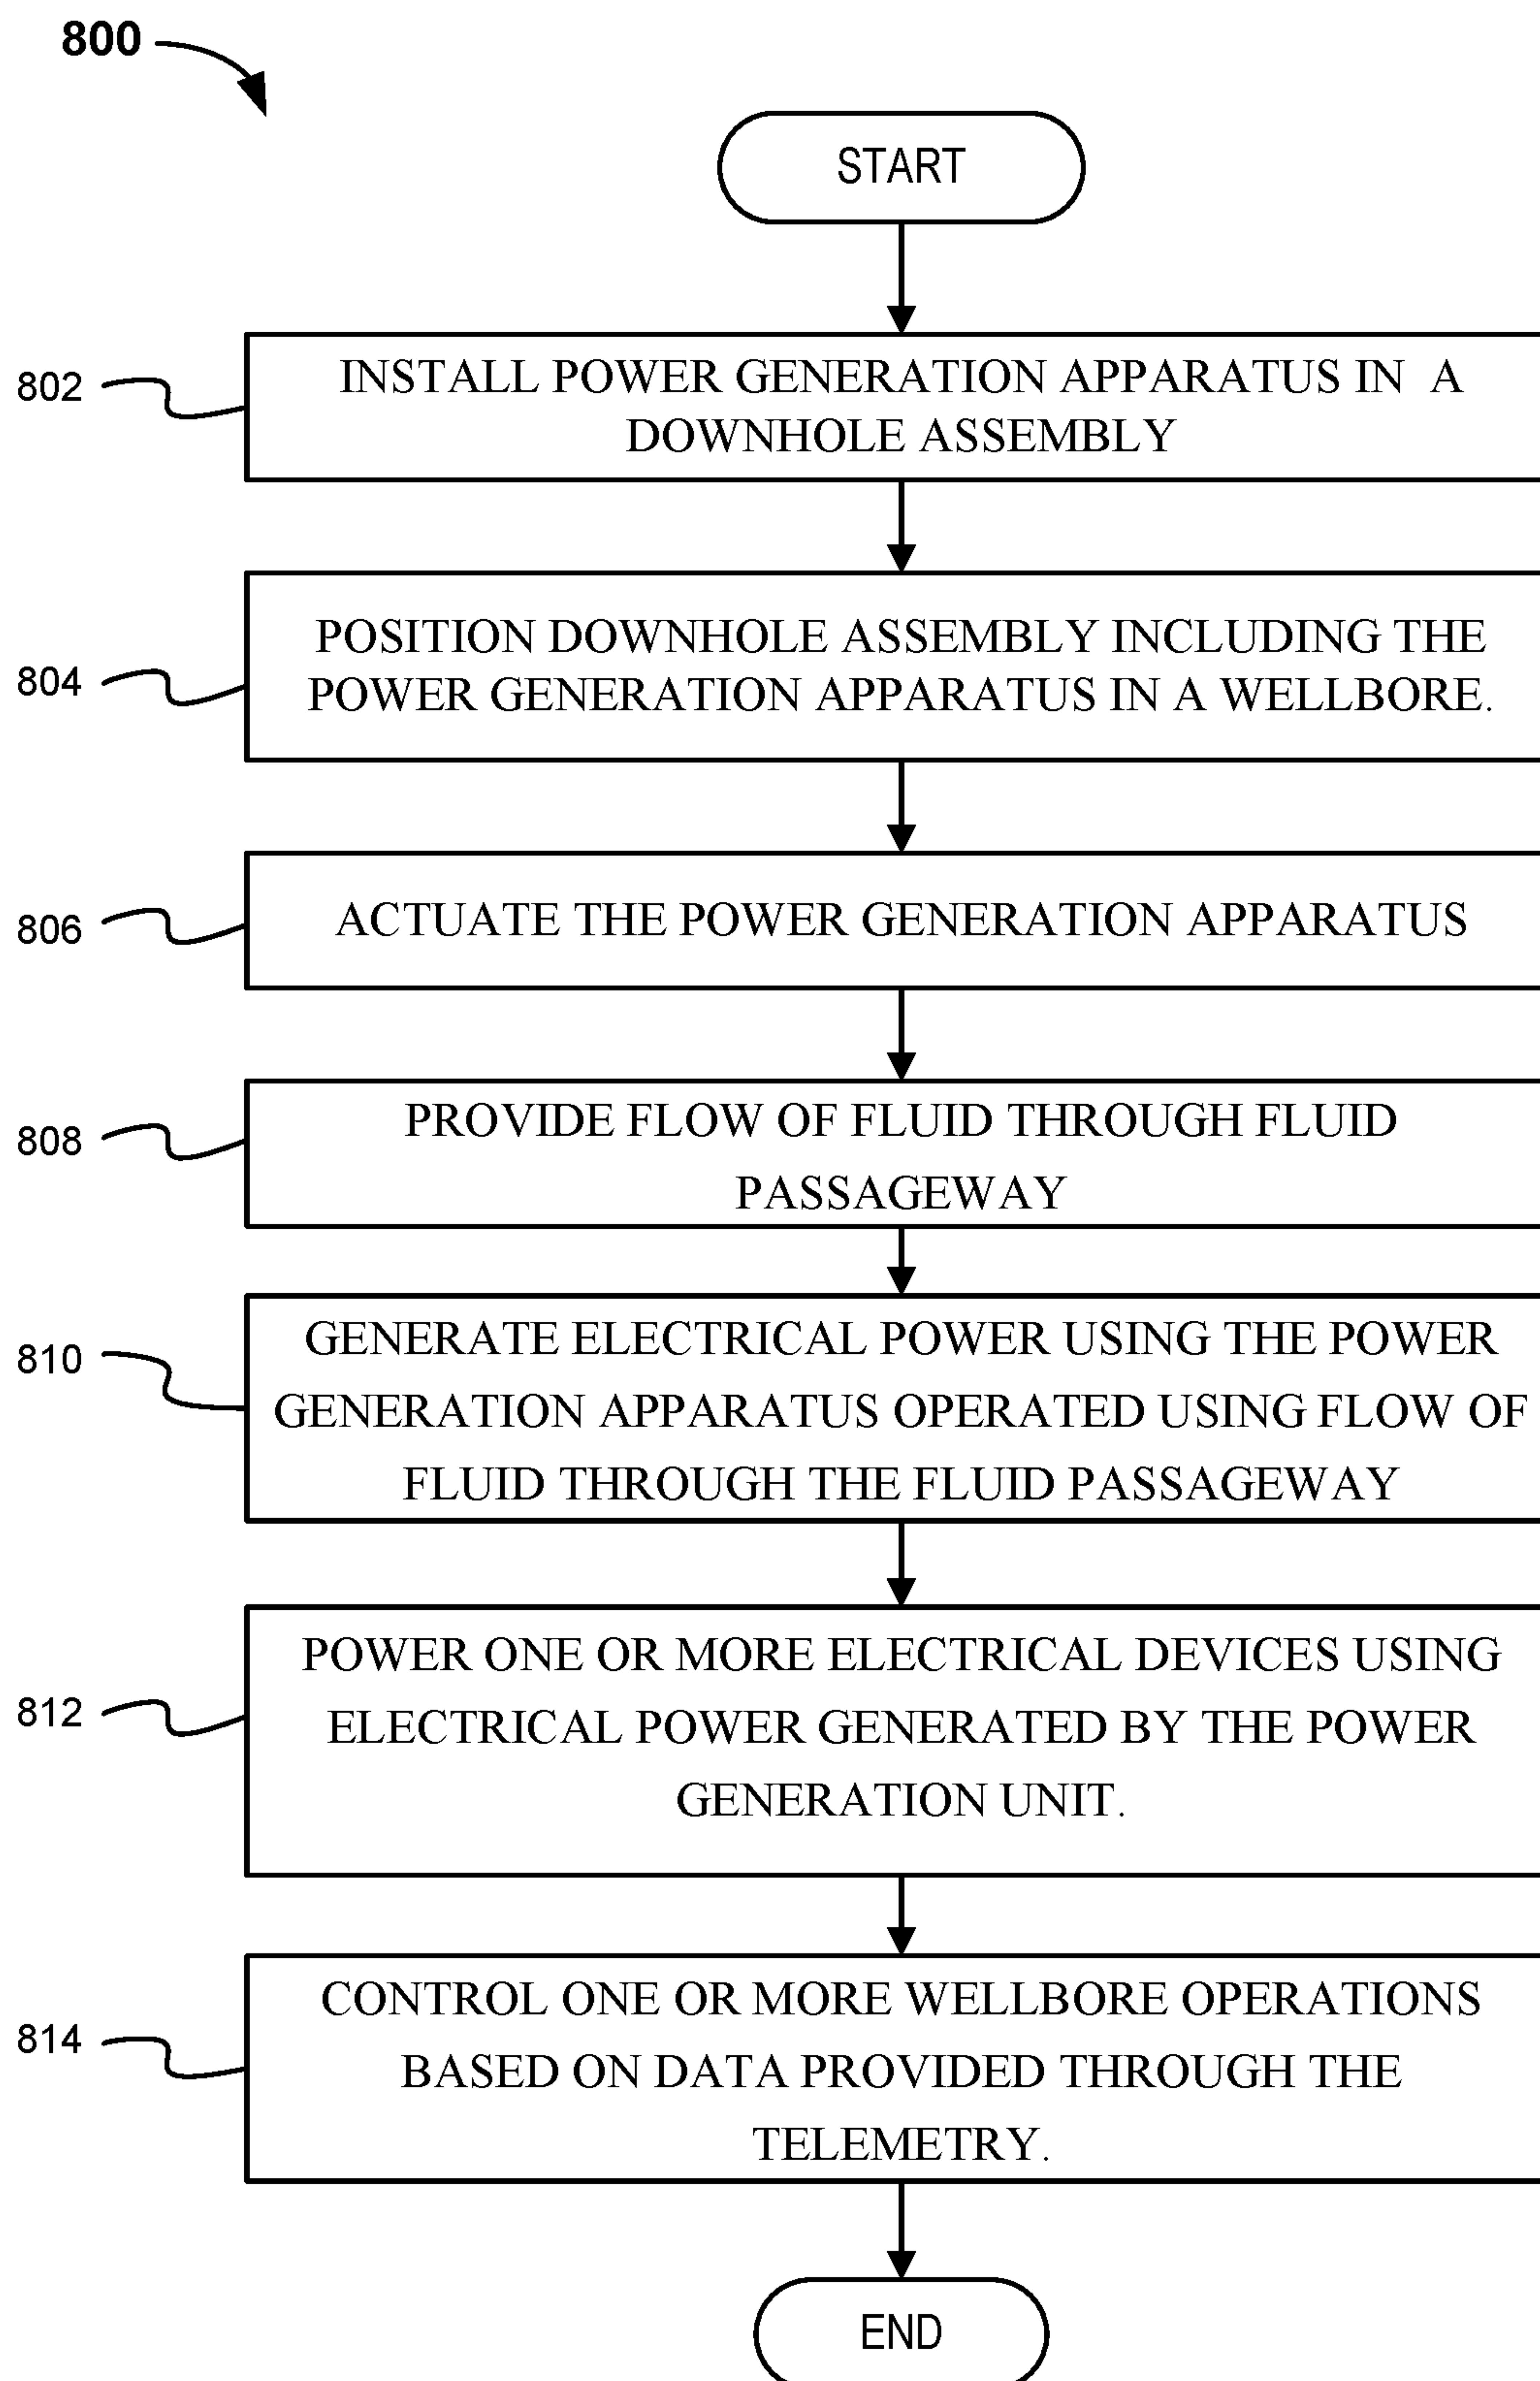 800
START
802
INSTALL POWER GENERATION APPARATUS IN A
DOWNHOLE ASSEMBLY
804
POSITION DOWNHOLE ASSEMBLY INCLUDING THE
POWER GENERATION APPARATUS IN A WELLBORE.
806
ACTUATE THE POWER GENERATION APPARATUS
808
PROVIDE FLOW OF FLUID THROUGH FLUID
PASSAGEWAY
810
GENERATE ELECTRICAL POWER USING THE POWER
GENERATION APPARATUS OPERATED USING FLOW OF
FLUID THROUGH THE FLUID PASSAGEWAY
812
POWER ONE OR MORE ELECTRICAL DEVICES USING
ELECTRICAL POWER GENERATED BY THE POWER
GENERATION UNIT.
814
CONTROL ONE OR MORE WELLBORE OPERATIONS
BASED ON DATA PROVIDED THROUGH THE
TELEMETRY.
END